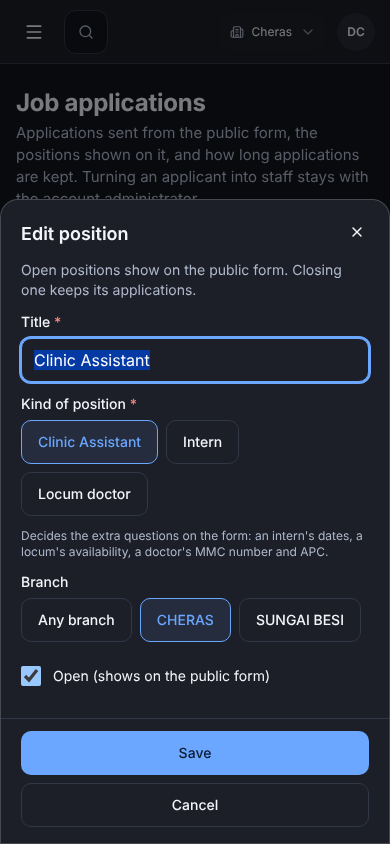 Cheras
DC
Job applications
Applications sent from the public form, the
positions shown on it, and how long applications
are kept. Turning an applicant into staff stays with
the account administrator.
Edit position
Open positions show on the public form. Closing
one keeps its applications.
Title *
Clinic Assistant
Kind of position *
Clinic Assistant
Intern
Locum doctor
Decides the extra questions on the form: an intern's dates, a
locum's availability, a doctor's MMC number and APC.
Branch
Any branch
CHERAS
SUNGAI BESI
Open (shows on the public form)
Save
Cancel